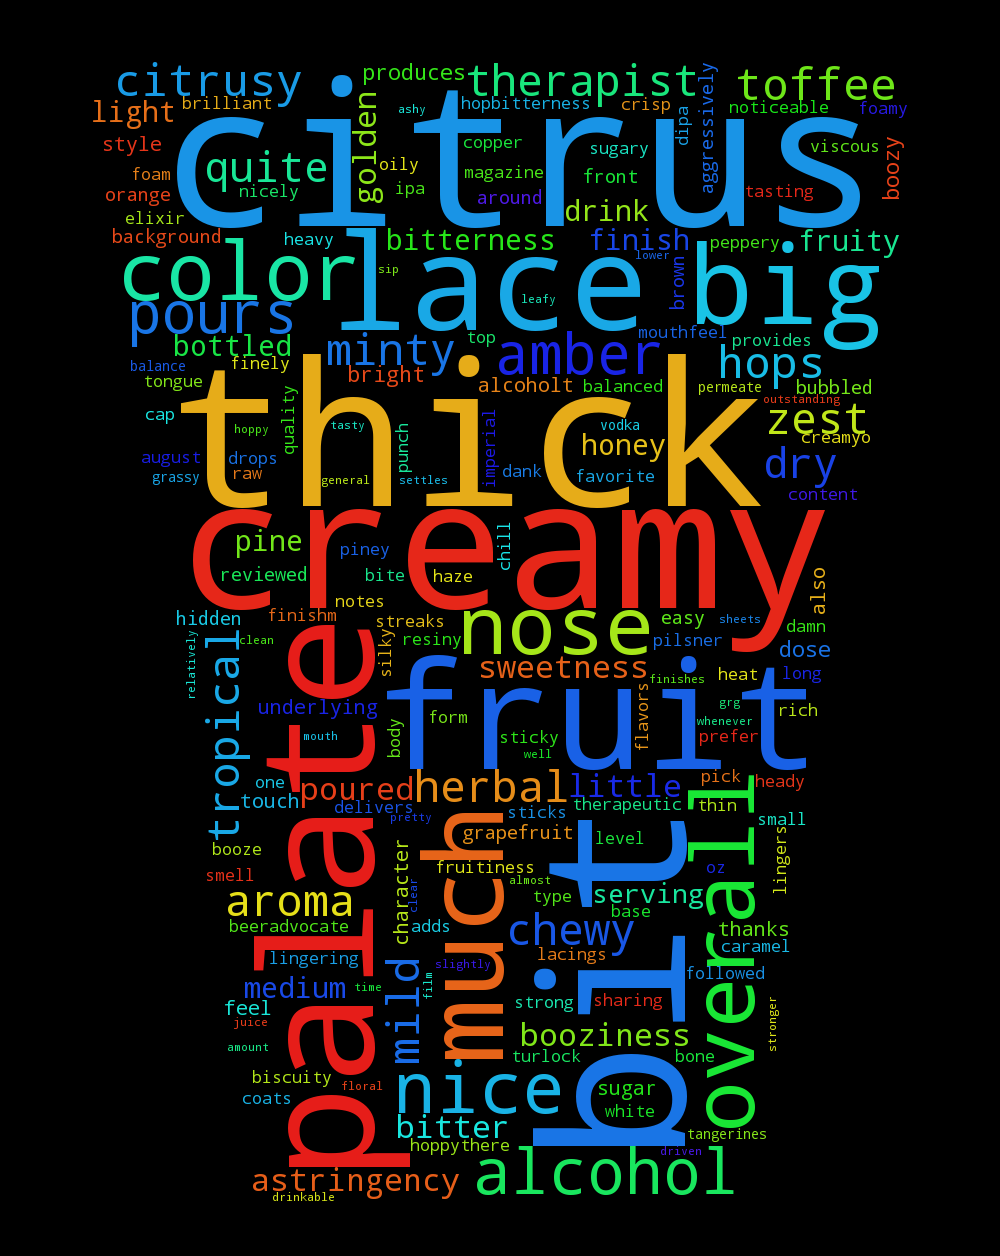 citrusy
produces
therapist
toffee
light
brilliant
ashy
hopbitterness
crisp
noticeable
foamy
citrus
style
golden
copper
sugary
dipa
aggressively
viscous
boozy
quite
oily
magazine
front
foam
nicely
ipa
around
tasting
orange
elixir
drink
background
heavy
bitterness
finish
peppery
fruity
color
lace
big
sip
lower
brown
leafy
pours
bottled
minty
top
amber
mouthfeel
provides
hops
balance
finely
bright
alcoholt
balanced
permeate
bubbled
tongue
thick
outstanding
cap
hoppy
quality
tasty
vodka
zest
creamyo
august
drops
punch
imperial
honey
dry
grassy
raw
general
settles
dank
favorite
content
creamy
pine
piney
chill
reviewed
bite
haze
also
notes
hidden
finishm
streaks
nose
easy
sheets
damn
clean
resiny
pilsner
relatively
silky
sweetness
dose
tropical
palate
fruit
finishes
heat
long
underlying
form
flavors
grg
rich
mouth
body
sticky
whenever
prefer
well
one
poured
herbal
little
pick
heady
touch
delivers
sticks
therapeutic
thin
pretty
small
grapefruit
level
overall
booze
character
much
fruitiness
bit
lingers
smell
almost
oz
aroma
clear
type
serving
base
beeradvocate
adds
chewy
thanks
lingering
lacings
caramel
slightly
followed
medium
time
mild
film
strong
sharing
feel
juice
booziness
stronger
amount
turlock
bone
biscuity
floral
nice
sugar
coats
white
bitter
tangerines
hoppythere
driven
astringency
alcohol
drinkable